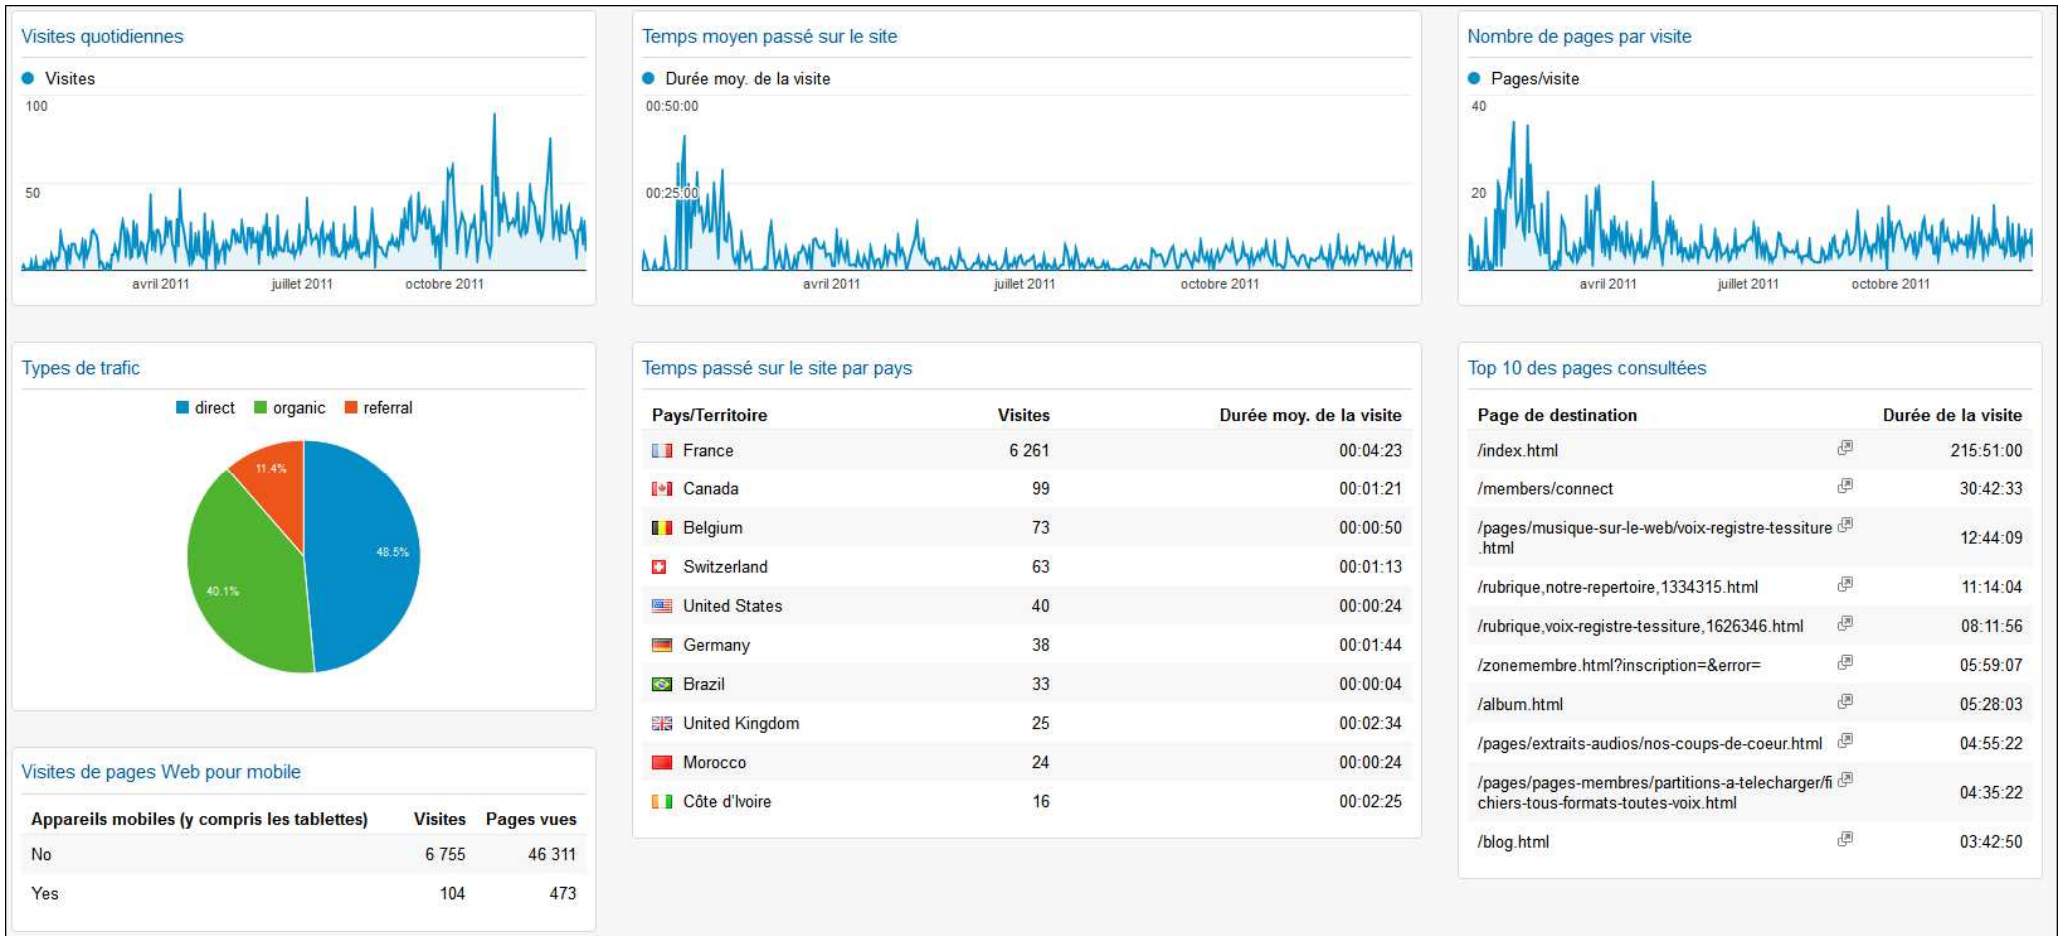 Visites quotidiennes
Visites
100
50
avril 2011 juillet 2011 octobre 2011
Temps moyen passé sur le site
Durée moy. de la visite
00:50:00
00:25:00
avril 2011 juillet 2011 octobre 2011
Nombre de pages par visite
Pages/visite
40
20
avril 2011 juillet 2011 octobre 2011
Types de trafic
direct organic referral
11.4%
48.5%
40.1%
Visites de pages Web pour mobile
Appareils mobiles (y compris les tablettes) Visites Pages vues
No 6 755 46 311
Yes 104 473
Temps passé sur le site par pays
Pays/Territoire Visites Durée moy. de la visite
France 6 261 00:04:23
Canada 99 00:01:21
Belgium 73 00:00:50
Switzerland 63 00:01:13
United States 40 00:00:24
Germany 38 00:01:44
Brazil 33 00:00:04
United Kingdom 25 00:02:34
Morocco 24 00:00:24
Côte d'Ivoire 16 00:02:25
Top 10 des pages consultées
Page de destination Durée de la visite
/index.html 215:51:00
/members/connect 30:42:33
/pages/musique-sur-le-web/voix-registre-tessiture
.html 12:44:09
/rubrique,notre-repertoire,1334315.html 11:14:04
/rubrique,voix-registre-tessiture,1626346.html 08:11:56
/zonemembre.html?inscription=&error= 05:59:07
/album.html 05:28:03
/pages/extraits-audios/nos-coups-de-coeur.html 04:55:22
/pages/pages-membres/partitions-a-telecharger/fi
chiers-tous-formats-toutes-voix.html 04:35:22
/blog.html 03:42:50